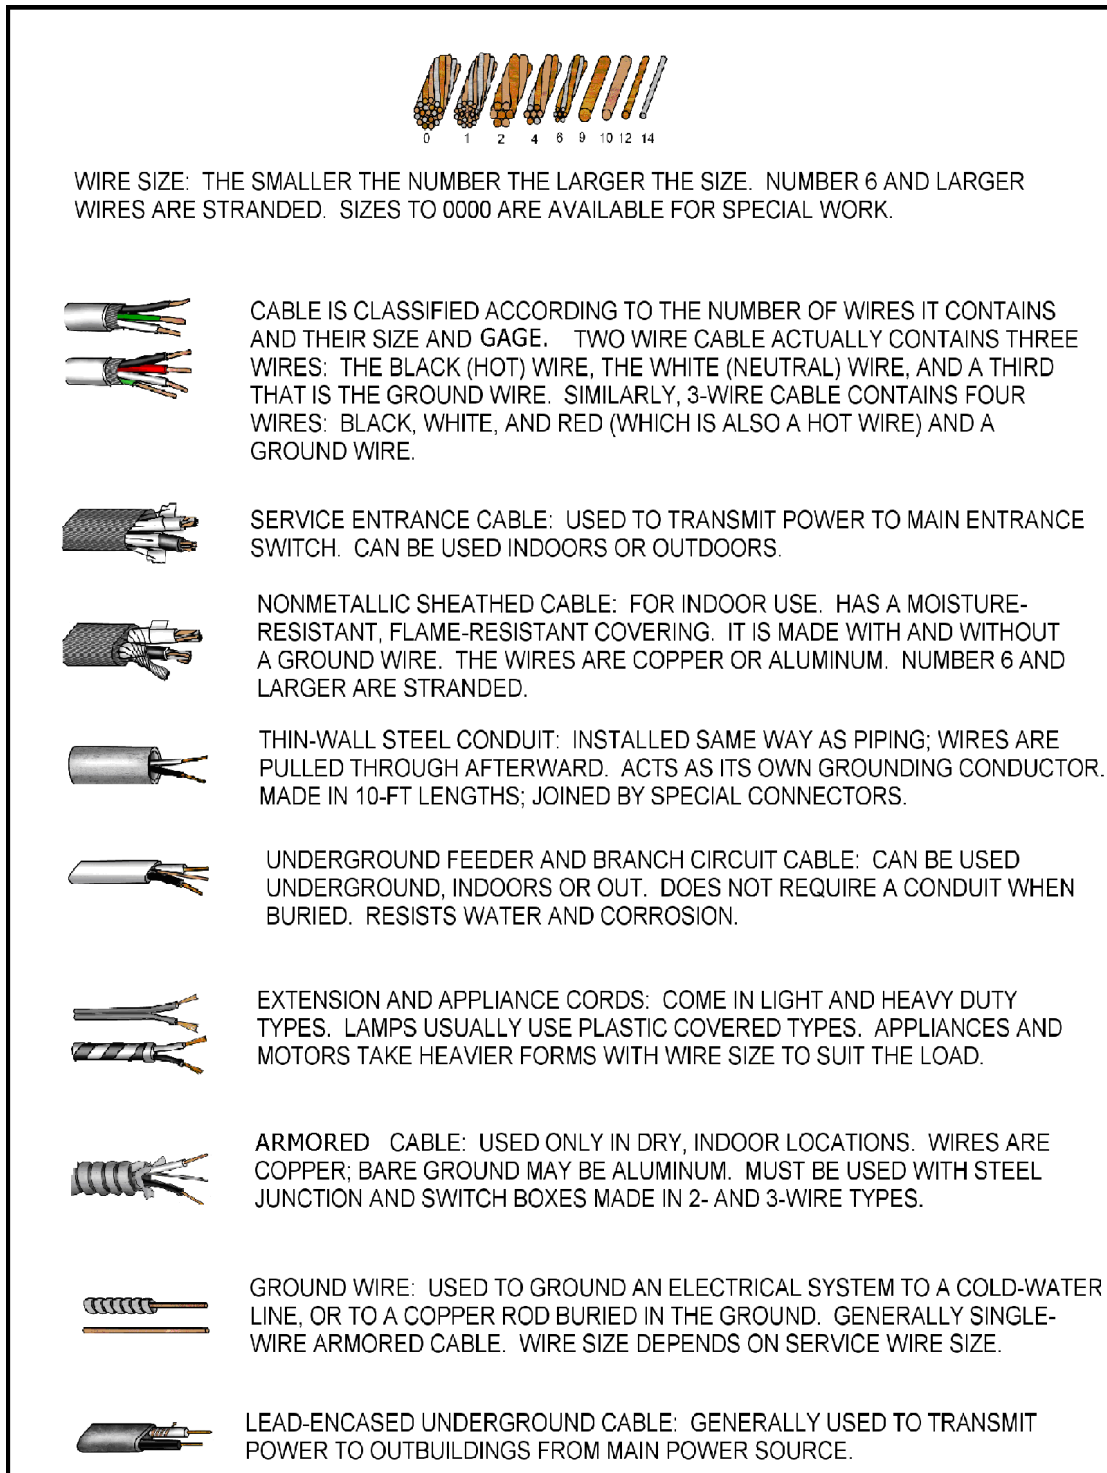 0 1 2 4 6 9 10 12 14
WIRE SIZE: THE SMALLER THE NUMBER THE LARGER THE SIZE. NUMBER 6 AND LARGER
WIRES ARE STRANDED. SIZES TO 0000 ARE AVAILABLE FOR SPECIAL WORK.
CABLE IS CLASSIFIED ACCORDING TO THE NUMBER OF WIRES IT CONTAINS
AND THEIR SIZE AND GAGE. TWO WIRE CABLE ACTUALLY CONTAINS THREE
WIRES: THE BLACK (HOT) WIRE, THE WHITE (NEUTRAL) WIRE, AND A THIRD
THAT IS THE GROUND WIRE. SIMILARLY, 3-WIRE CABLE CONTAINS FOUR
WIRES: BLACK, WHITE, AND RED (WHICH IS ALSO A HOT WIRE) AND A
GROUND WIRE.
SERVICE ENTRANCE CABLE: USED TO TRANSMIT POWER TO MAIN ENTRANCE
SWITCH. CAN BE USED INDOORS OR OUTDOORS.
NONMETALLIC SHEATHED CABLE: FOR INDOOR USE. HAS A MOISTURE-
RESISTANT, FLAME-RESISTANT COVERING. IT IS MADE WITH AND WITHOUT
A GROUND WIRE. THE WIRES ARE COPPER OR ALUMINUM. NUMBER 6 AND
LARGER ARE STRANDED.
THIN-WALL STEEL CONDUIT: INSTALLED SAME WAY AS PIPING; WIRES ARE
PULLED THROUGH AFTERWARD. ACTS AS ITS OWN GROUNDING CONDUCTOR.
MADE IN 10-FT LENGTHS; JOINED BY SPECIAL CONNECTORS.
UNDERGROUND FEEDER AND BRANCH CIRCUIT CABLE: CAN BE USED
UNDERGROUND, INDOORS OR OUT. DOES NOT REQUIRE A CONDUIT WHEN
BURIED. RESISTS WATER AND CORROSION.
EXTENSION AND APPLIANCE CORDS: COME IN LIGHT AND HEAVY DUTY
TYPES. LAMPS USUALLY USE PLASTIC COVERED TYPES. APPLIANCES AND
MOTORS TAKE HEAVIER FORMS WITH WIRE SIZE TO SUIT THE LOAD.
ARMORED CABLE: USED ONLY IN DRY, INDOOR LOCATIONS. WIRES ARE
COPPER; BARE GROUND MAY BE ALUMINUM. MUST BE USED WITH STEEL
JUNCTION AND SWITCH BOXES MADE IN 2- AND 3-WIRE TYPES.
GROUND WIRE: USED TO GROUND AN ELECTRICAL SYSTEM TO A COLD-WATER
LINE, OR TO A COPPER ROD BURIED IN THE GROUND. GENERALLY SINGLE-
WIRE ARMORED CABLE. WIRE SIZE DEPENDS ON SERVICE WIRE SIZE.
LEAD-ENCASED UNDERGROUND CABLE: GENERALLY USED TO TRANSMIT
POWER TO OUTBUILDINGS FROM MAIN POWER SOURCE.